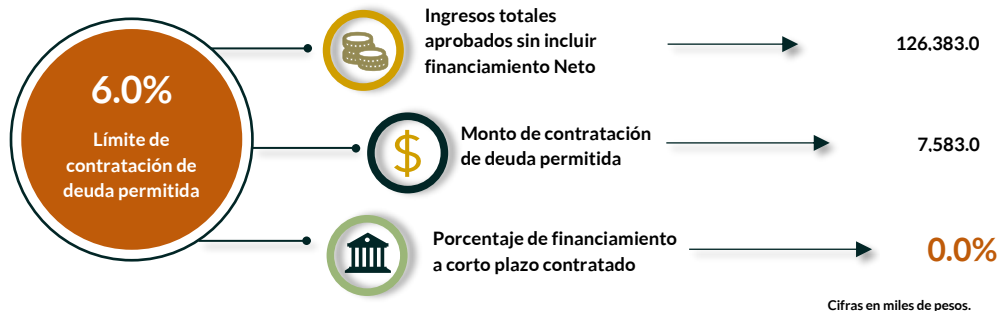 6.0%
Límite de
contratación de
deuda permitida
Ingresos totales
aprobados sin incluir
financiamiento Neto
126,383.0
$
Monto de contratación
de deuda permitida
7,583.0
Porcentaje de financiamiento
a corto plazo contratado
0.0%
Cifras en miles de pesos.